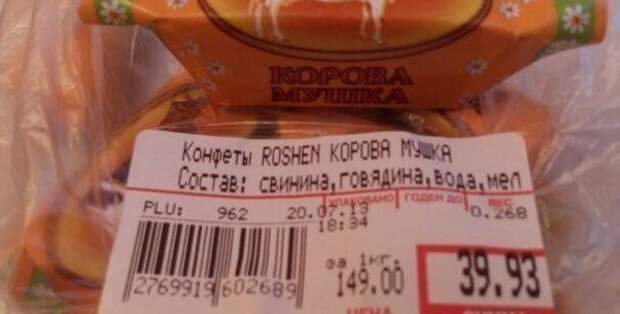 КОРОВА
МУШКА
Конфеты ROSHEN КОРОВА МУШКА
Состав: свинина,говядина,вода,мел
УПАКОВАНО ГОДЕН ДО ВЕС
PLU: 962 20.07.13 0.268
18:34
за 1кг.
149.00 39.93
2769919602689
ЦЕНА